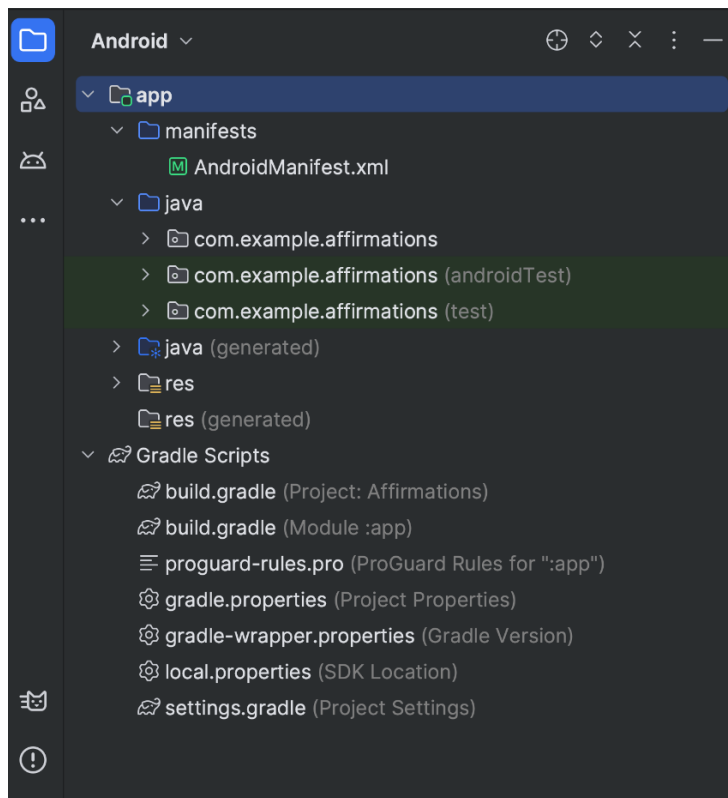 Android
app
manifests
M AndroidManifest.xml
java
com.example.affirmations
com.example.affirmations (androidTest)
com.example.affirmations (test)
java (generated)
res
res (generated)
Gradle Scripts
build.gradle (Project: Affirmations)
build.gradle (Module :app)
proguard-rules.pro (ProGuard Rules for ":app")
gradle.properties (Project Properties)
gradle-wrapper.properties (Gradle Version)
local.properties (SDK Location)
settings.gradle (Project Settings)